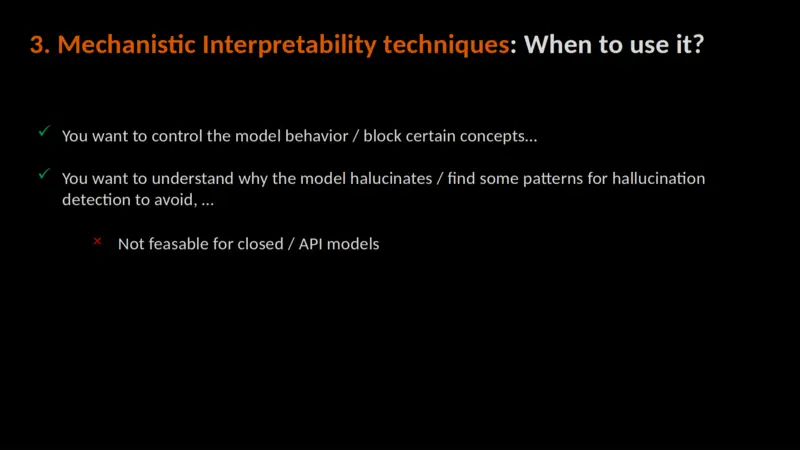 3. Mechanistic Interpretability techniques: When to use it?
✓ You want to control the model behavior / block certain concepts...
✓ You want to understand why the model halucinates / find some patterns for hallucination
detection to avoid, ...
× Not feasable for closed / API models